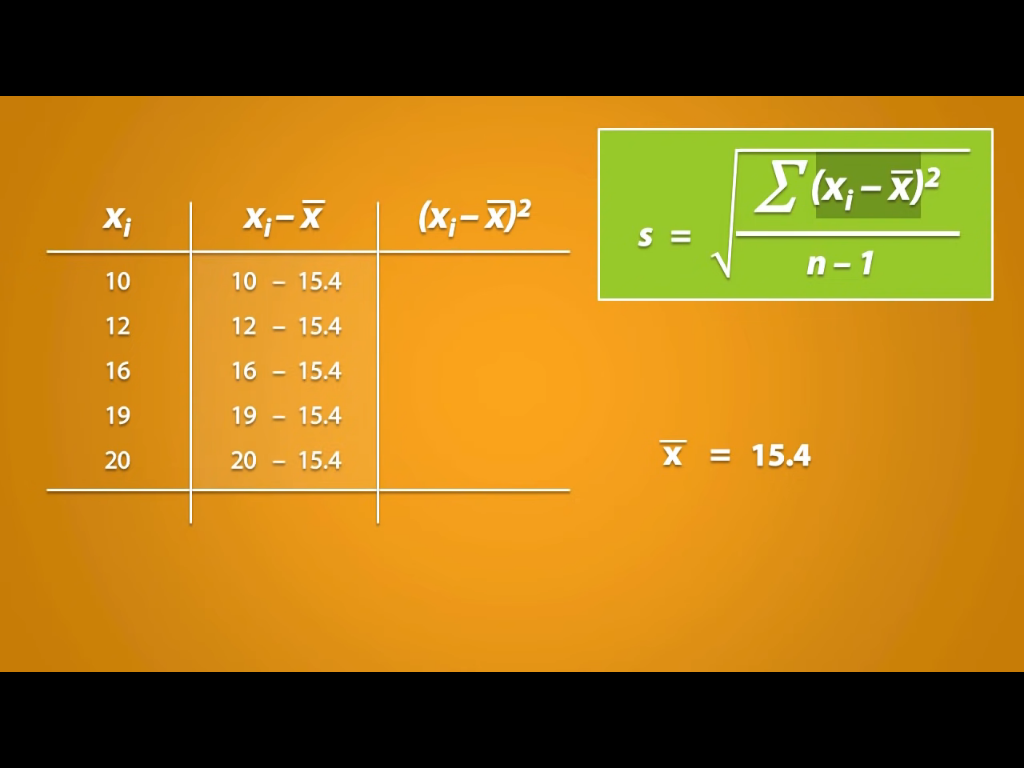 xᵢ xᵢ – x̅ (xᵢ – x̅)²
10 10 – 15.4
12 12 – 15.4
16 16 – 15.4
19 19 – 15.4
20 20 – 15.4
s = √ Σ (xᵢ – x̅)²
n – 1
x̅ = 15.4